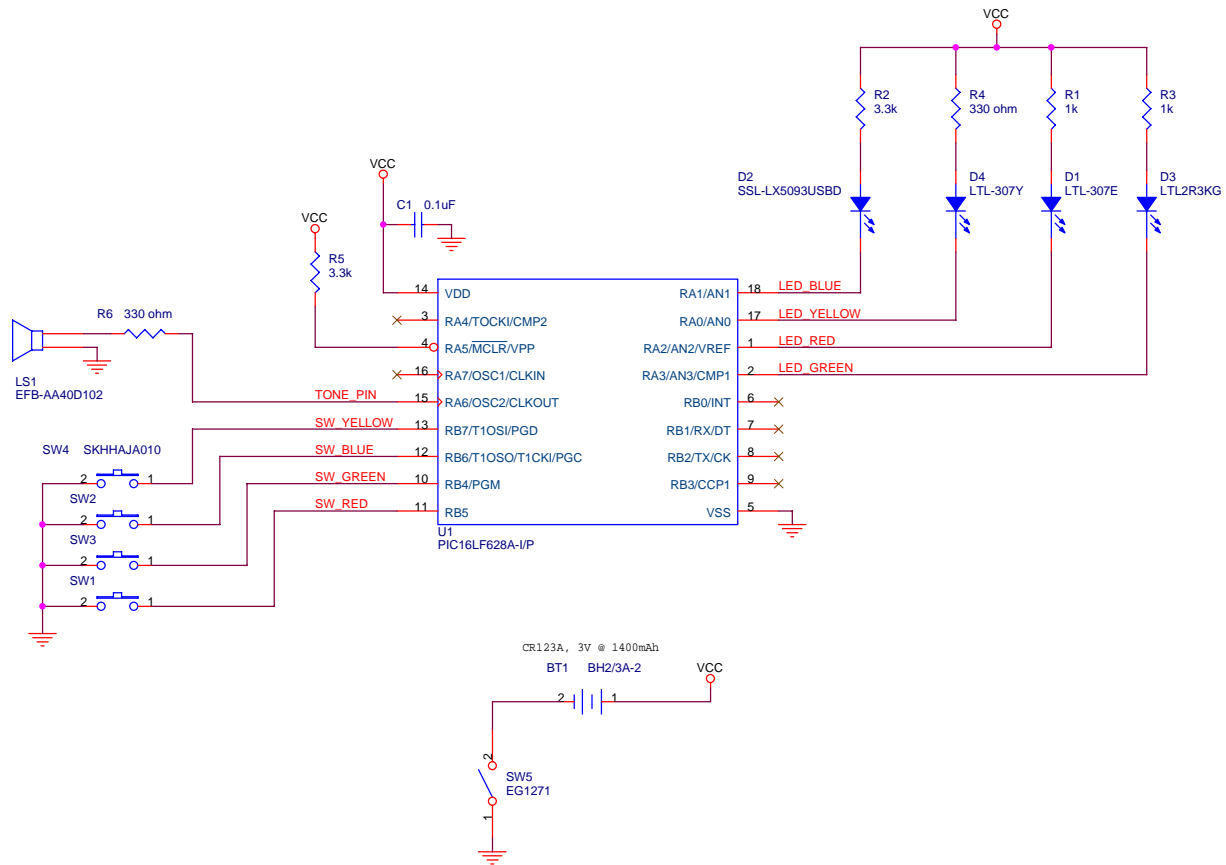 VCC
R2
3.3k
R4
330 ohm
R1
1k
R3
1k
D2
SSL-LX5093USBD
D4
LTL-307Y
D1
LTL-307E
D3
LTL2R3KG
VCC
C1 0.1uF
VCC
R5
3.3k
R6 330 ohm
LS1
EFB-AA40D102
14 VDD
3 RA4/TOCKI/CMP2
4 RA5/MCLR/VPP
16 RA7/OSC1/CLKIN
TONE_PIN 15 RA6/OSC2/CLKOUT
SW_YELLOW 13 RB7/T1OSI/PGD
SW_BLUE 12 RB6/T1OSO/T1CKI/PGC
SW_GREEN 10 RB4/PGM
SW_RED 11 RB5
RA1/AN1 18 LED_BLUE
RA0/AN0 17 LED_YELLOW
RA2/AN2/VREF 1 LED_RED
RA3/AN3/CMP1 2 LED_GREEN
RB0/INT 6
RB1/RX/DT 7
RB2/TX/CK 8
RB3/CCP1 9
VSS 5
U1
PIC16LF628A-I/P
SW4 SKHHAJA010
2 1
SW2
2 1
SW3
2 1
SW1
2 1
CR123A, 3V @ 1400mAh
BT1 BH2/3A-2
VCC
2 1
2
SW5
EG1271
1